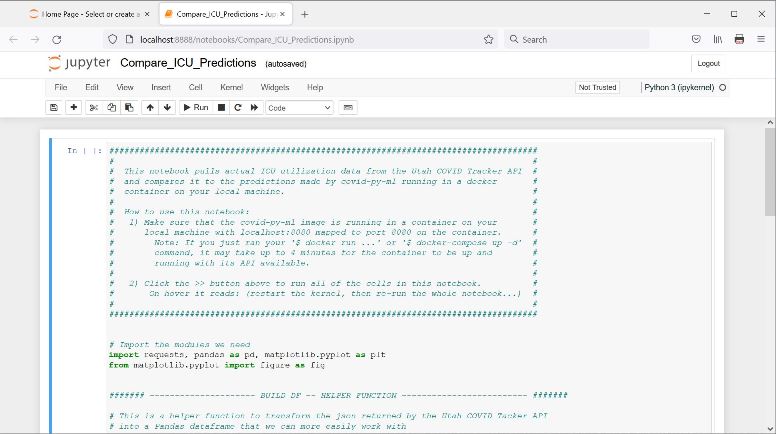 Home Page - Select or create a
Compare_ICU_Predictions - Jup
localhost:8888/notebooks/Compare_ICU_Predictions.ipynb
Search
jupyter Compare_ICU_Predictions (autosaved)
Logout
File Edit View Insert Cell Kernel Widgets Help
Not Trusted
Python 3 (ipykernel)
Run
Code
In [ ]: #####################################################################################
# #
# This notebook pulls actual ICU utilization data from the Utah COVID Tracker API #
# and compares it to the predictions made by covid-py-ml running in a docker #
# container on your local machine. #
# #
# How to use this notebook: #
# 1) Make sure that the covid-py-ml image is running in a container on your #
# local machine with localhost:8080 mapped to port 8080 on the container. #
# Note: If you just ran your '$ docker run ...' or '$ docker-compose up -d' #
# command, it may take up to 4 minutes for the container to be up and #
# running with its API available. #
# #
# 2) Click the >> button above to run all of the cells in this notebook. #
# On hover it reads: (restart the kernel, then re-run the whole notebook...) #
# #
#####################################################################################
# Import the modules we need
import requests, pandas as pd, matplotlib.pyplot as plt
from matplotlib.pyplot import figure as fig
####### --------------------- BUILD DF -- HELPER FUNCTION ------------------------- #######
# This is a helper function to transform the json returned by the Utah COVID Tacker API
# into a Pandas dataframe that we can more easily work with